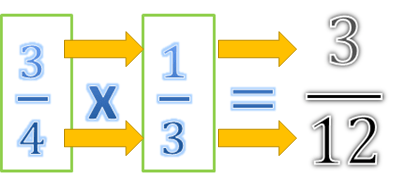 3/4 x 1/3 = 3/12